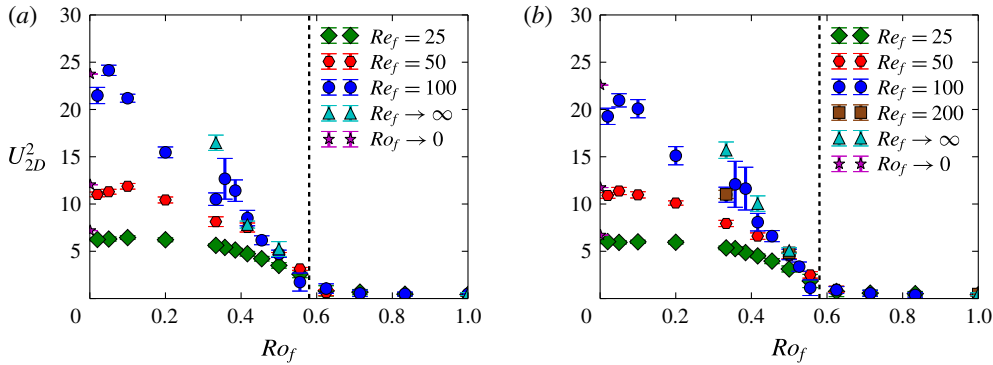 (a)
30
25
20
15
10
5
0
0.2
0.4
0.6
0.8
1.0
U²₂D
Ro_f
Re_f = 25
Re_f = 50
Re_f = 100
Re_f → ∞
Ro_f → 0
(b)
30
25
20
15
10
5
0
0.2
0.4
0.6
0.8
1.0
Ro_f
Re_f = 25
Re_f = 50
Re_f = 100
Re_f = 200
Re_f → ∞
Ro_f → 0